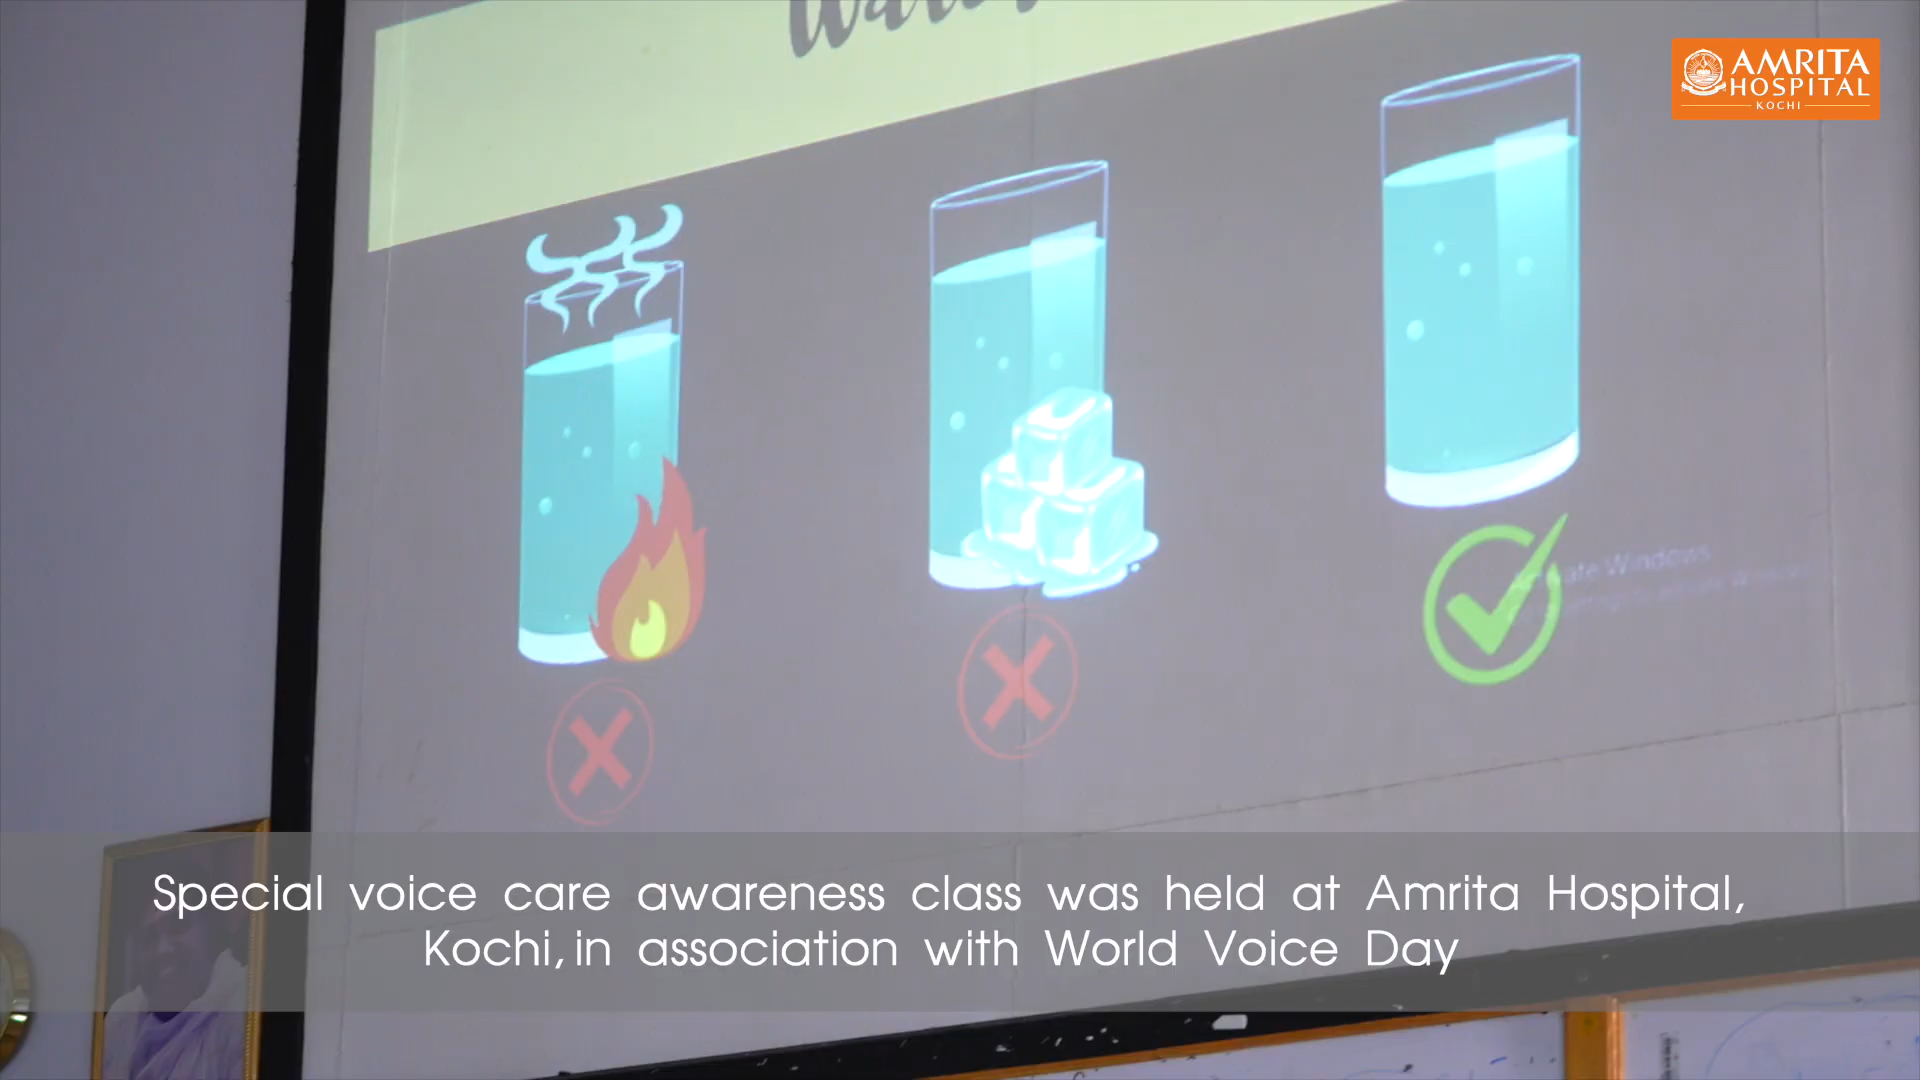 AMRITA
HOSPITAL
KOCHI
Windows
Special voice care awareness class was held at Amrita Hospital,
Kochi, in association with World Voice Day